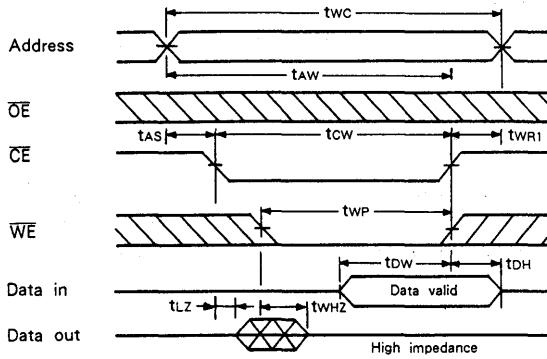 tWC
Address
tAW
OE
tAS
tCW
tWR1
CE
tWP
WE
tDW
tDH
Data in
Data valid
tLZ
tWHZ
Data out
High impedance